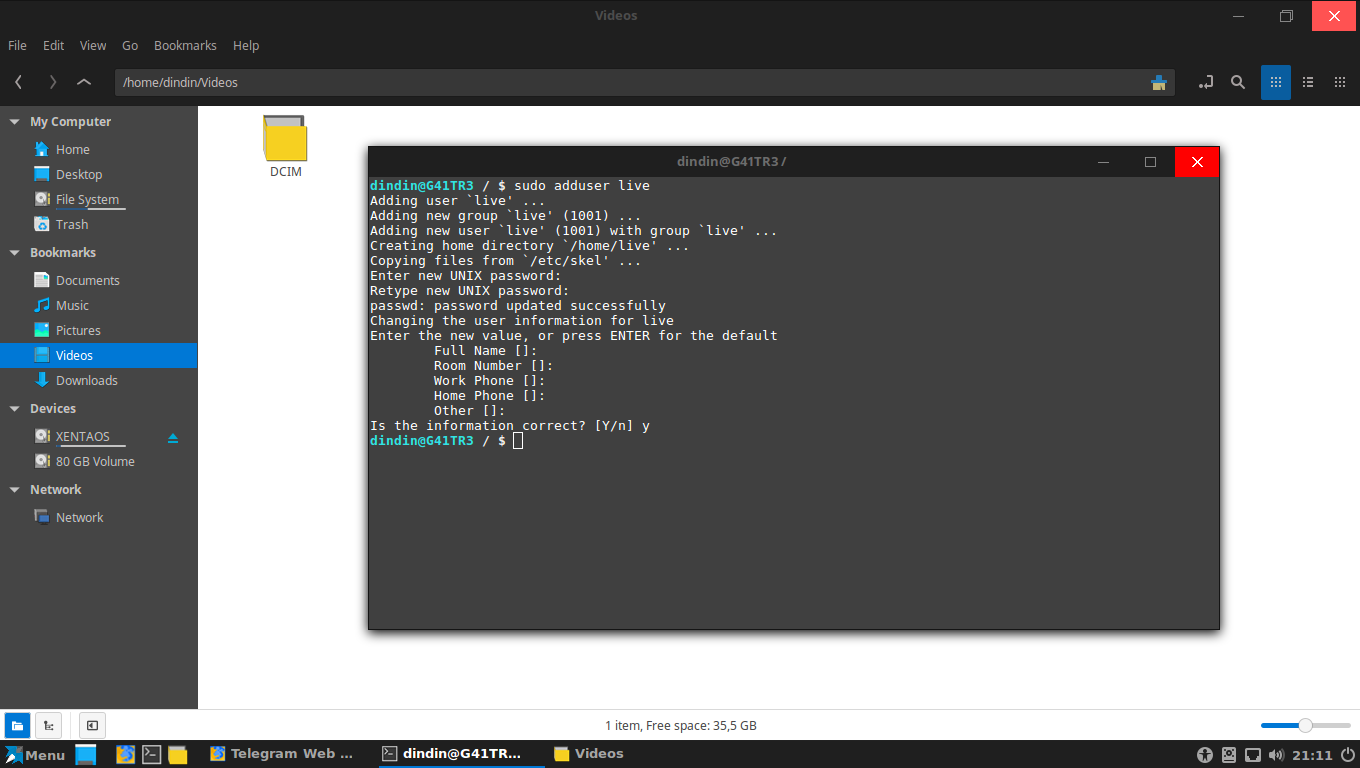 Videos
File Edit View Go Bookmarks Help
/home/dindin/Videos
My Computer
Home
Desktop
File System
Trash
Bookmarks
Documents
Music
Pictures
Videos
Downloads
Devices
XENTAOS
80 GB Volume
Network
Network
DCIM
dindin@G41TR3 /
dindin@G41TR3 / $ sudo adduser live
Adding user `live' ...
Adding new group `live' (1001) ...
Adding new user `live' (1001) with group `live' ...
Creating home directory `/home/live' ...
Copying files from `/etc/skel' ...
Enter new UNIX password:
Retype new UNIX password:
passwd: password updated successfully
Changing the user information for live
Enter the new value, or press ENTER for the default
Full Name []:
Room Number []:
Work Phone []:
Home Phone []:
Other []:
Is the information correct? [Y/n] y
dindin@G41TR3 / $
1 item, Free space: 35,5 GB
Menu Telegram Web ... dindin@G41TR... Videos 21:11